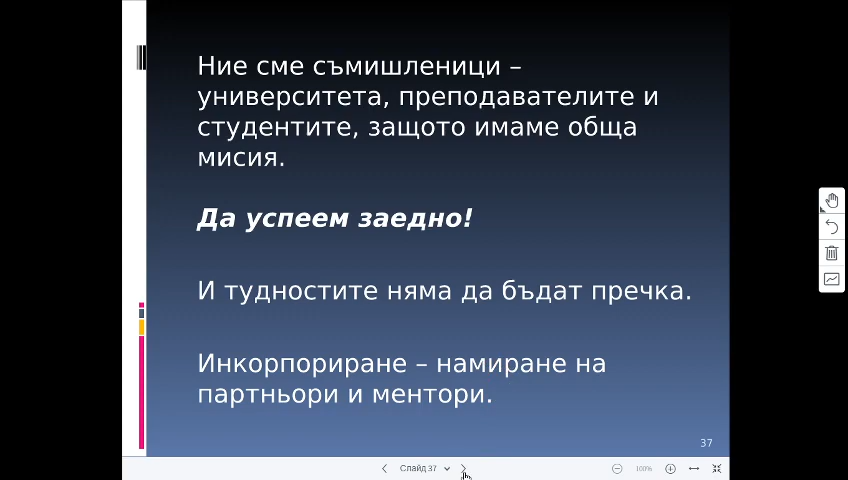 Ние сме съмишленици –
университета, преподавателите и
студентите, защото имаме обща
мисия.
Да успеем заедно!
И тудностите няма да бъдат пречка.
Инкорпориране – намиране на
партньори и ментори.
37
Слайд 37
100%